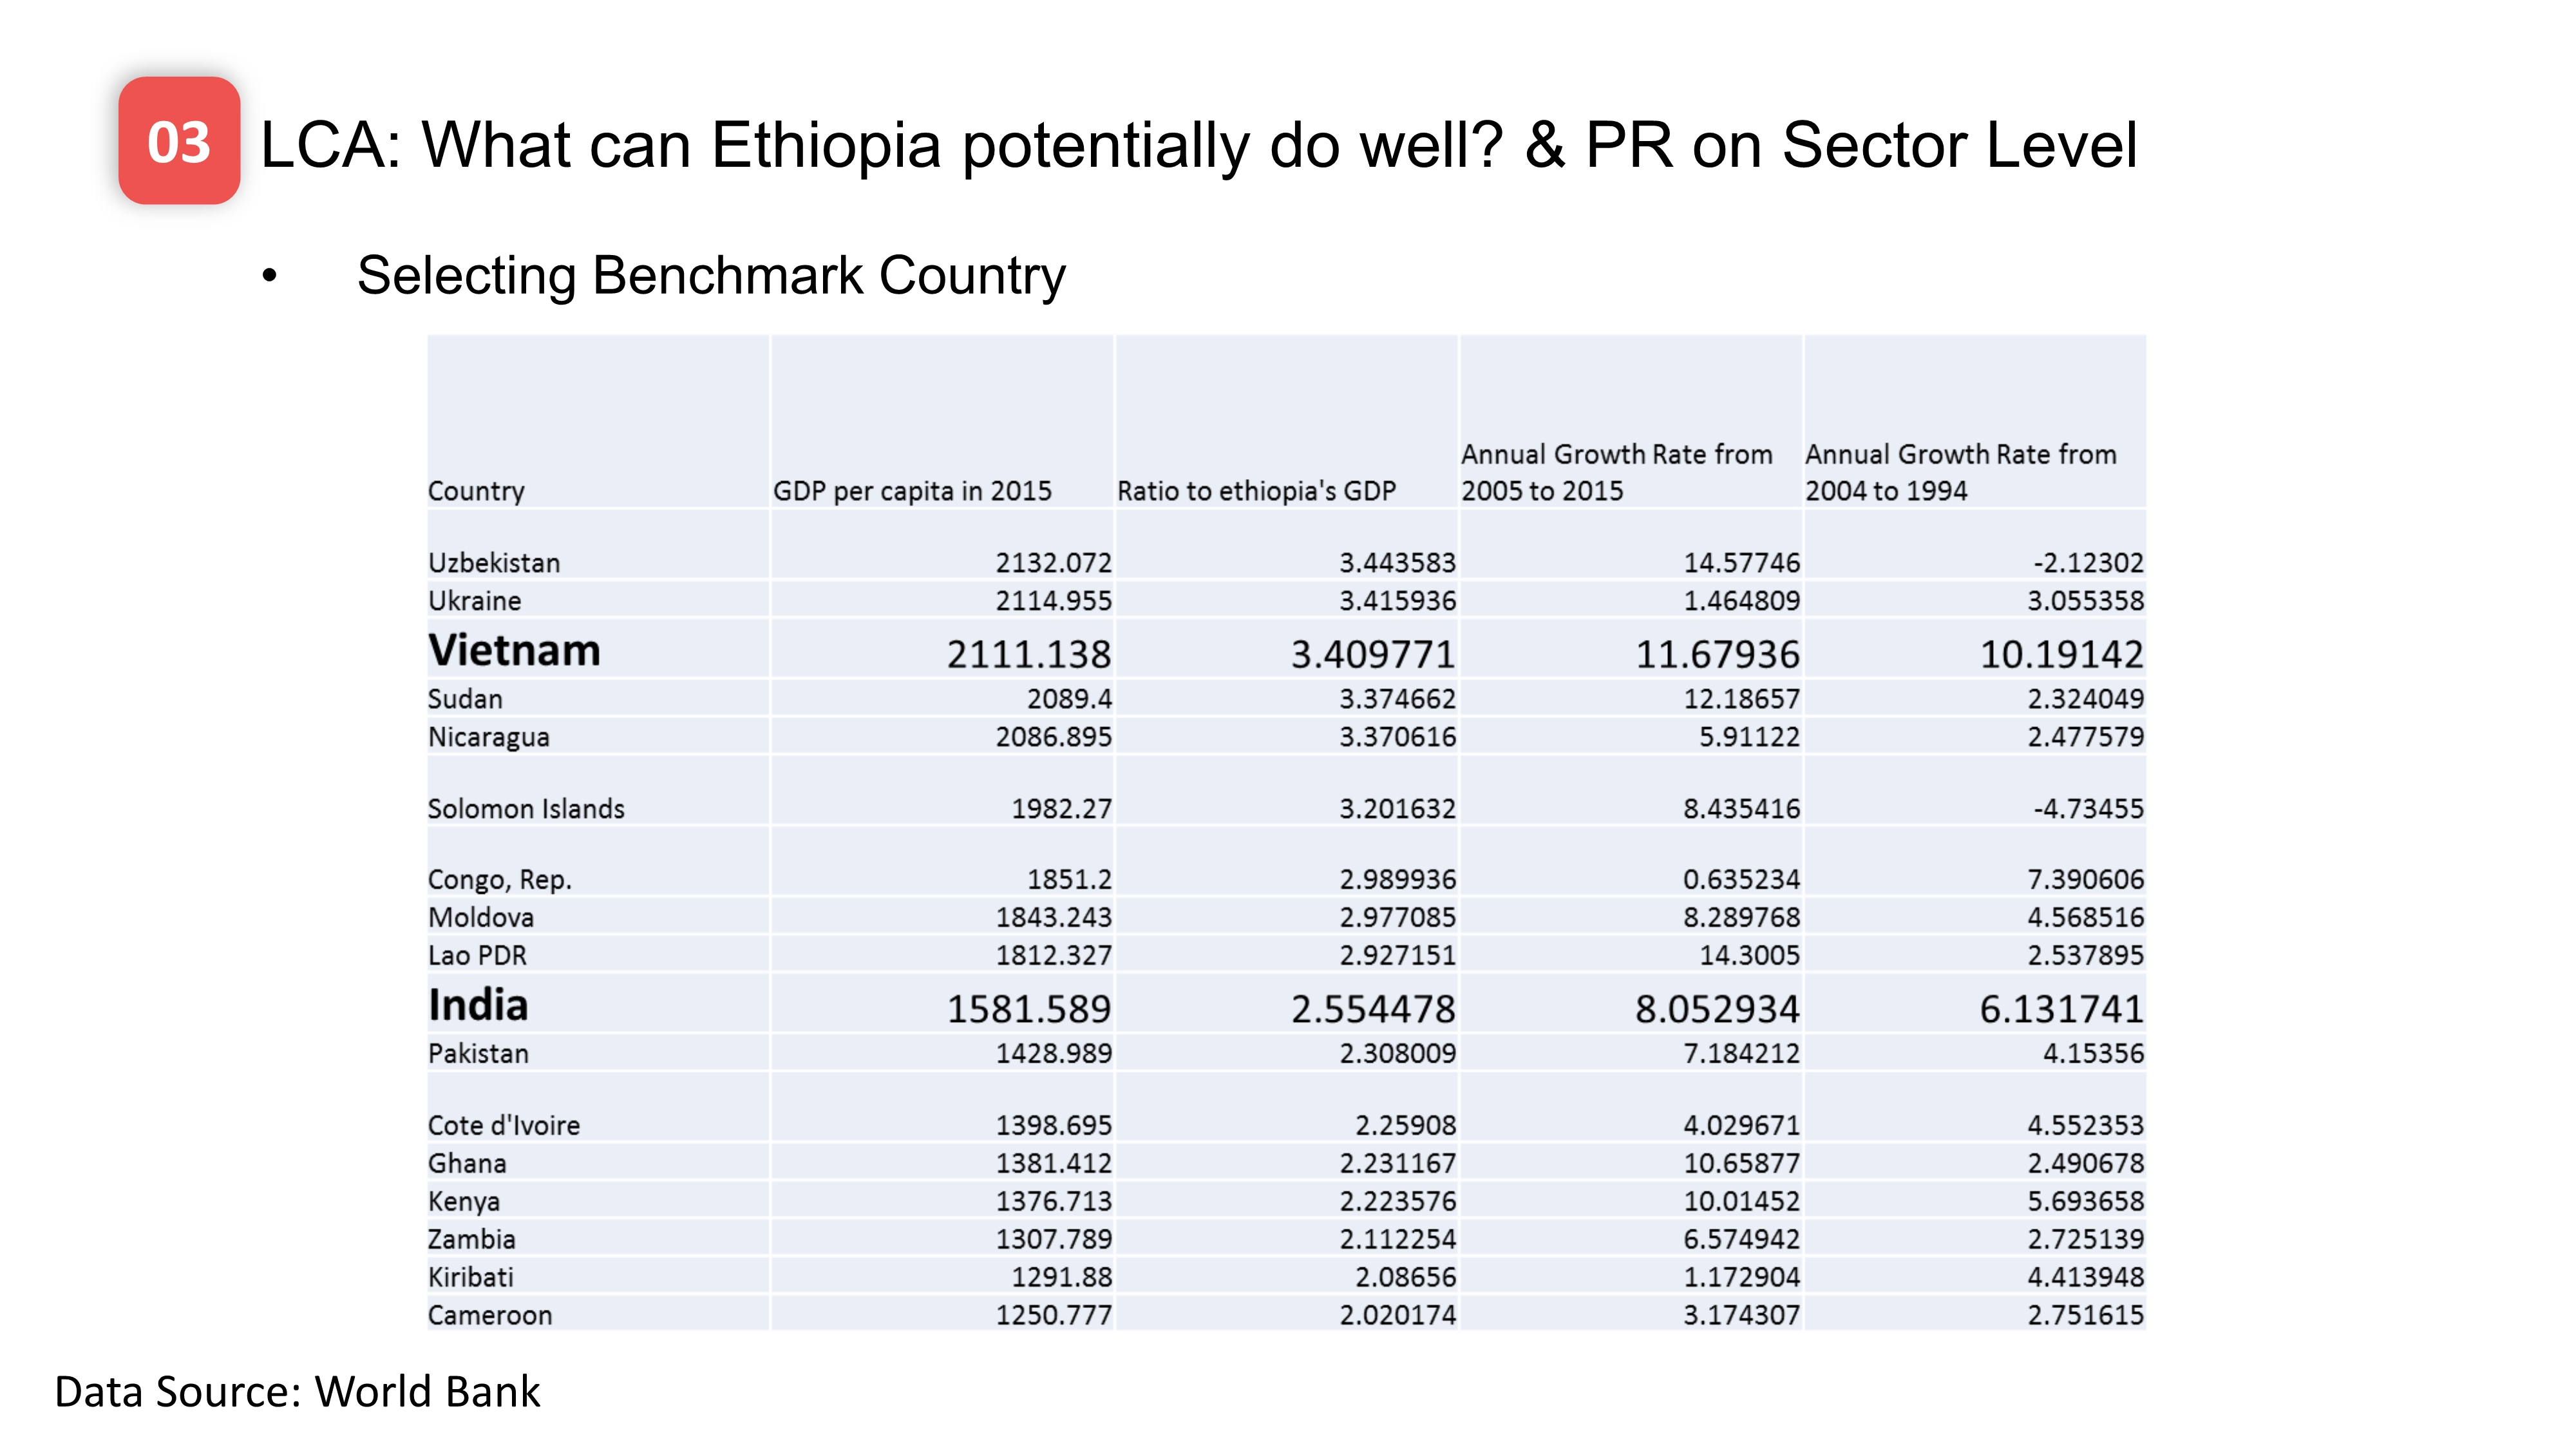 03
LCA: What can Ethiopia potentially do well? & PR on Sector Level
• Selecting Benchmark Country
Country GDP per capita in 2015 Ratio to ethiopia's GDP Annual Growth Rate from 2005 to 2015 Annual Growth Rate from 2004 to 1994
Uzbekistan 2132.072 3.443583 14.57746 -2.12302
Ukraine 2114.955 3.415936 1.464809 3.055358
Vietnam 2111.138 3.409771 11.67936 10.19142
Sudan 2089.4 3.374662 12.18657 2.324049
Nicaragua 2086.895 3.370616 5.91122 2.477579
Solomon Islands 1982.27 3.201632 8.435416 -4.73455
Congo, Rep. 1851.2 2.989936 0.635234 7.390606
Moldova 1843.243 2.977085 8.289768 4.568516
Lao PDR 1812.327 2.927151 14.3005 2.537895
India 1581.589 2.554478 8.052934 6.131741
Pakistan 1428.989 2.308009 7.184212 4.15356
Cote d'Ivoire 1398.695 2.25908 4.029671 4.552353
Ghana 1381.412 2.231167 10.65877 2.490678
Kenya 1376.713 2.223576 10.01452 5.693658
Zambia 1307.789 2.112254 6.574942 2.725139
Kiribati 1291.88 2.08656 1.172904 4.413948
Cameroon 1250.777 2.020174 3.174307 2.751615
Data Source: World Bank